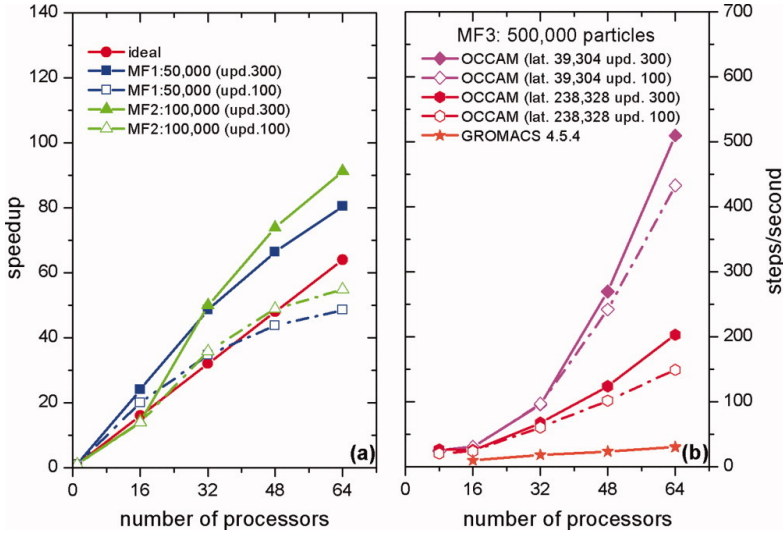 140
120
100
80
60
40
20
0
speedup
ideal
MF1:50,000 (upd.300)
MF1:50,000 (upd.100)
MF2:100,000 (upd.300)
MF2:100,000 (upd.100)
(a)
0 16 32 48 64
number of processors
MF3: 500,000 particles
OCCAM (lat. 39,304 upd. 300)
OCCAM (lat. 39,304 upd. 100)
OCCAM (lat. 238,328 upd. 300)
OCCAM (lat. 238,328 upd. 100)
GROMACS 4.5.4
(b)
0 16 32 48 64
number of processors
700
600
500
400
300
200
100
0
steps/second